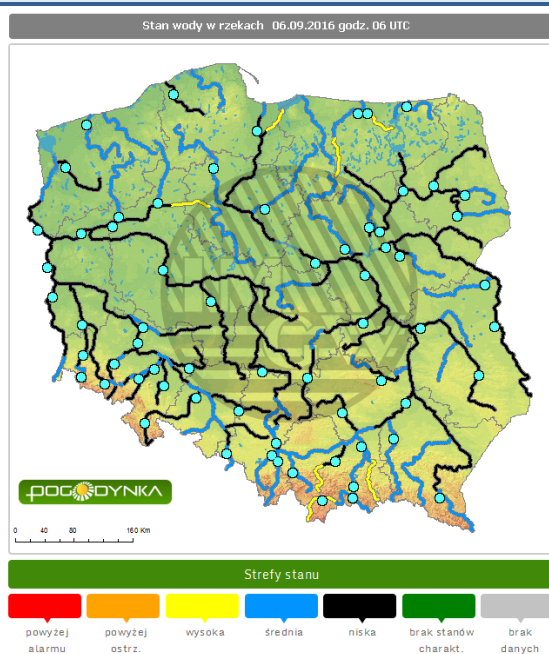 Stan wody w rzekach 06.09.2016 godz. 06 UTC
POGODYNKA
0 40 80 160 Km
Strefy stanu
powyżej alarmu
powyżej ostrz.
wysoka
średnia
niska
brak stanów charakt.
brak danych